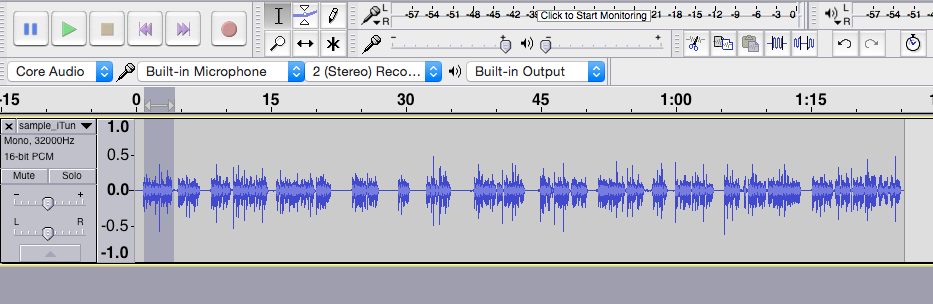 L
R
-57 -54 -51 -48 -45 -42 -3 Click to Start Monitoring 21 -18 -15 -12 -9 -6 -3 0
L
R
-57 -54 -51 -4
- +
- +
Core Audio
Built-in Microphone
2 (Stereo) Reco...
Built-in Output
-15 0 15 30 45 1:00 1:15
× sample_iTun
Mono, 32000Hz
16-bit PCM
Mute Solo
- +
L R
1.0
0.5-
0.0-
-0.5-
-1.0